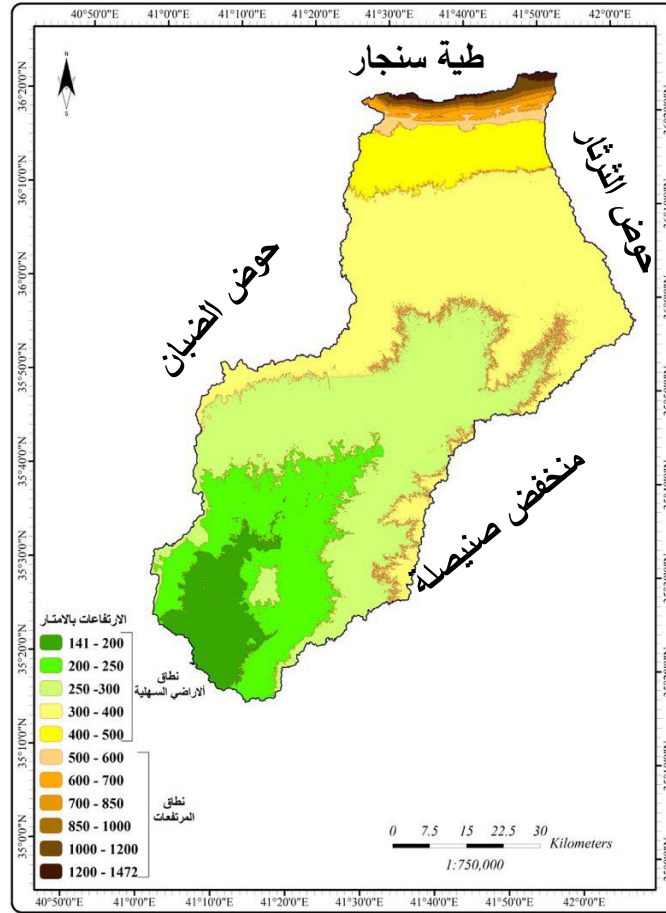 40°50'0"E 41°0'0"E 41°10'0"E 41°20'0"E 41°30'0"E 41°40'0"E 41°50'0"E 42°0'0"E
N
S
طية سنجار
حوض الثرثار
حوض الضبان
منخفض صنيصلة
36°20'0"N
36°10'0"N
36°0'0"N
35°50'0"N
35°40'0"N
35°30'0"N
35°20'0"N
35°10'0"N
35°0'0"N
الارتفاعات بالامتار
141 - 200
200 - 250
250 -300
300 - 400
400 - 500
نطاق
الاراضي السهلية
500 - 600
600 - 700
700 - 850
850 - 1000
1000 - 1200
1200 - 1472
نطاق
المرتفعات
0 7.5 15 22.5 30
Kilometers
1:750,000
40°50'0"E 41°0'0"E 41°10'0"E 41°20'0"E 41°30'0"E 41°40'0"E 41°50'0"E 42°0'0"E